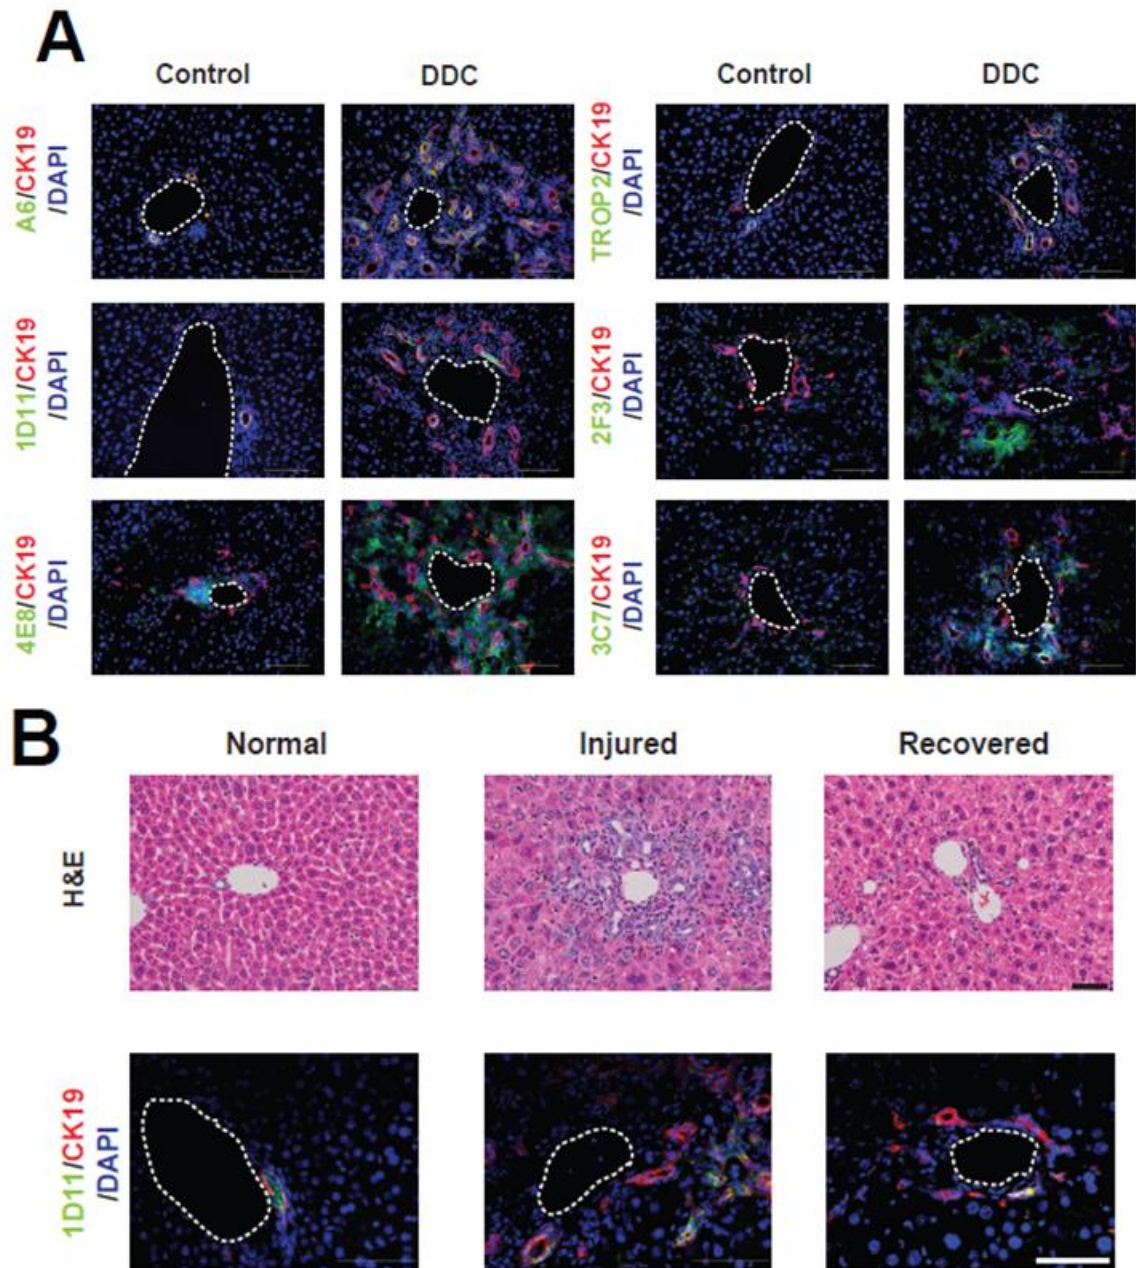 A
Control
DDC
Control
DDC
A6/CK19
/DAPI
TROP2/CK19
/DAPI
1D11/CK19
/DAPI
2F3/CK19
/DAPI
4E8/CK19
/DAPI
3C7/CK19
/DAPI
B
Normal
Injured
Recovered
H&E
1D11/CK19
/DAPI